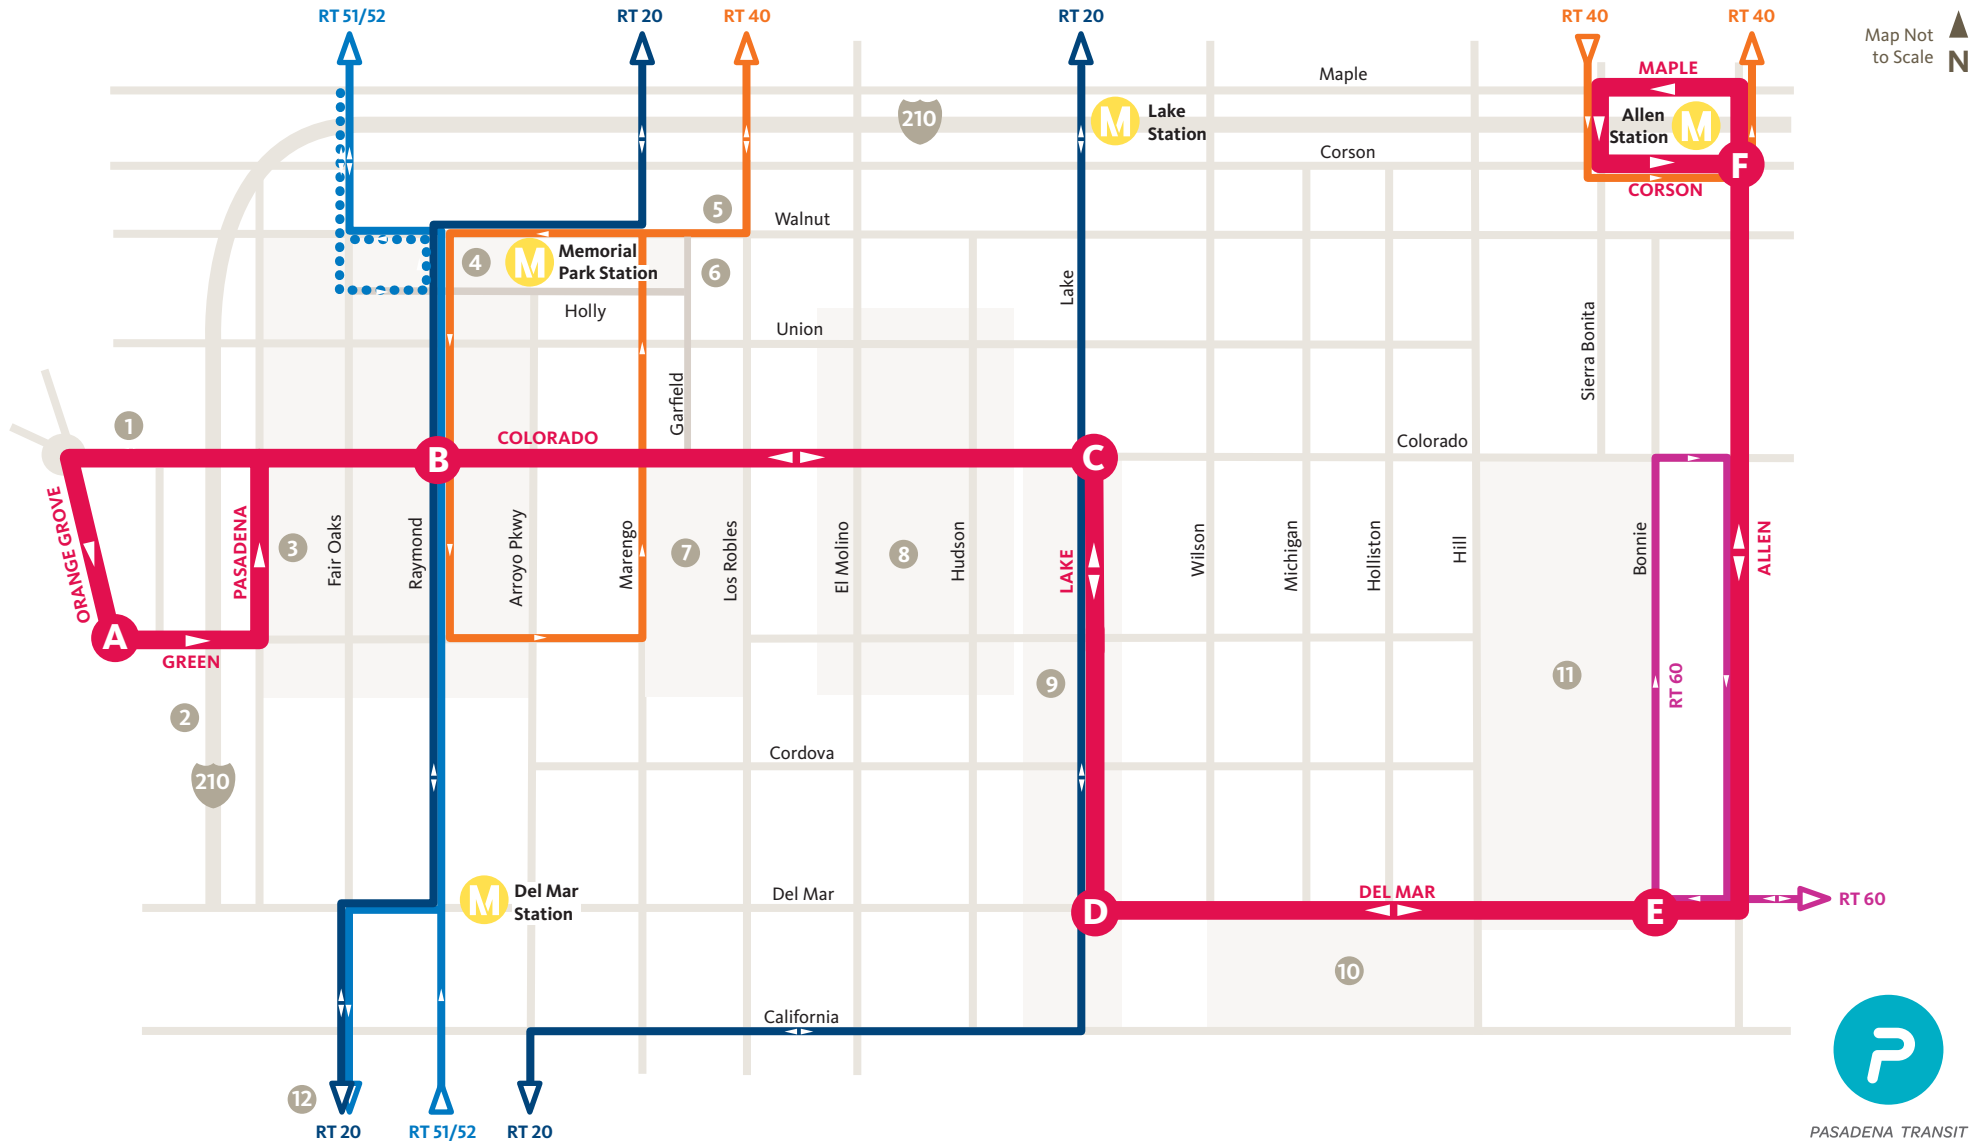 RT 51/52
RT 20
RT 40
RT 20
RT 40
RT 40
Map Not
to Scale
N
Maple
MAPLE
210
M
Lake
Station
Allen
Station
M
Corson
F
CORSON
5
Walnut
4
M
Memorial
Park Station
6
Lake
Holly
Union
Sierra Bonita
Garfield
1
COLORADO
Colorado
B
C
ORANGE GROVE
PASADENA
3
Fair Oaks
Raymond
Arroyo Pkwy
Marengo
7
Los Robles
El Molino
8
Hudson
LAKE
Wilson
Michigan
Holliston
Hill
Bonnie
ALLEN
A
GREEN
9
11
RT 60
2
Cordova
210
M
Del Mar
Station
Del Mar
DEL MAR
D
E
RT 60
10
California
12
RT 20
RT 51/52
RT 20
P
PASADENA TRANSIT